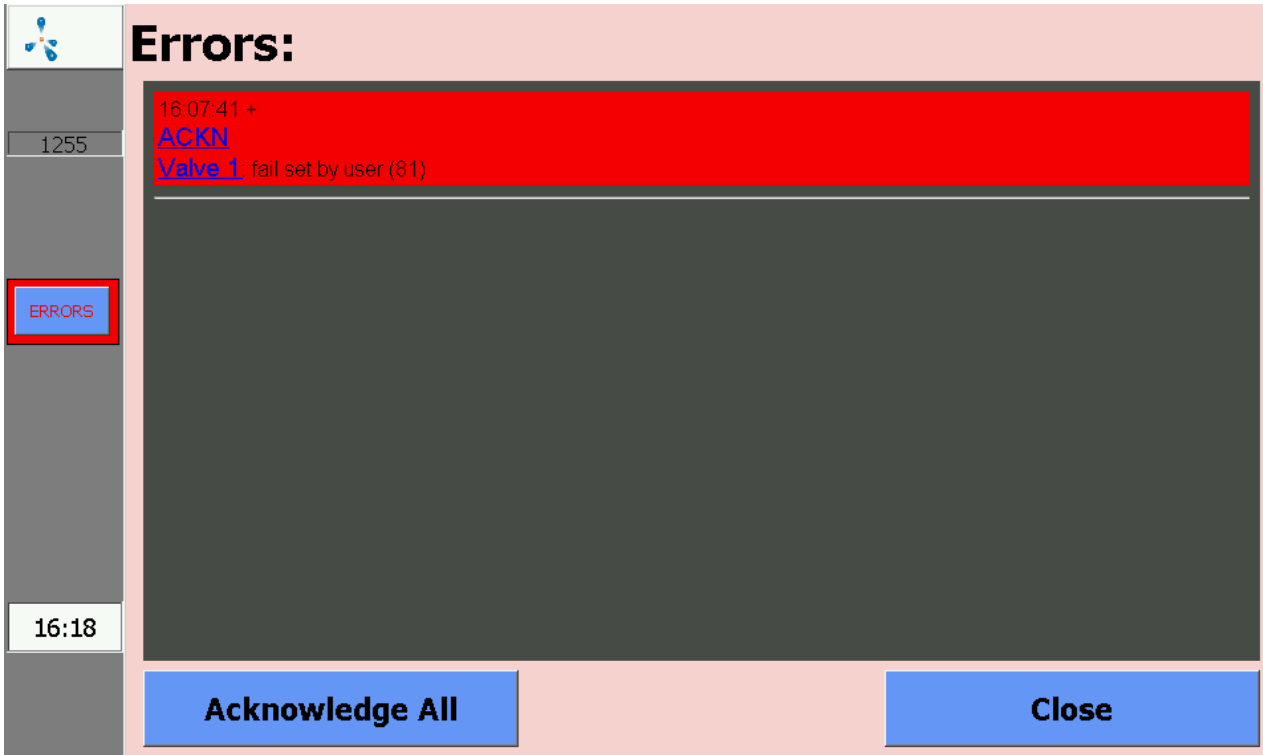 Errors:
16:07:41 +
ACKN
Valve 1: fail set by user (81)
1255
ERRORS
16:18
Acknowledge All
Close